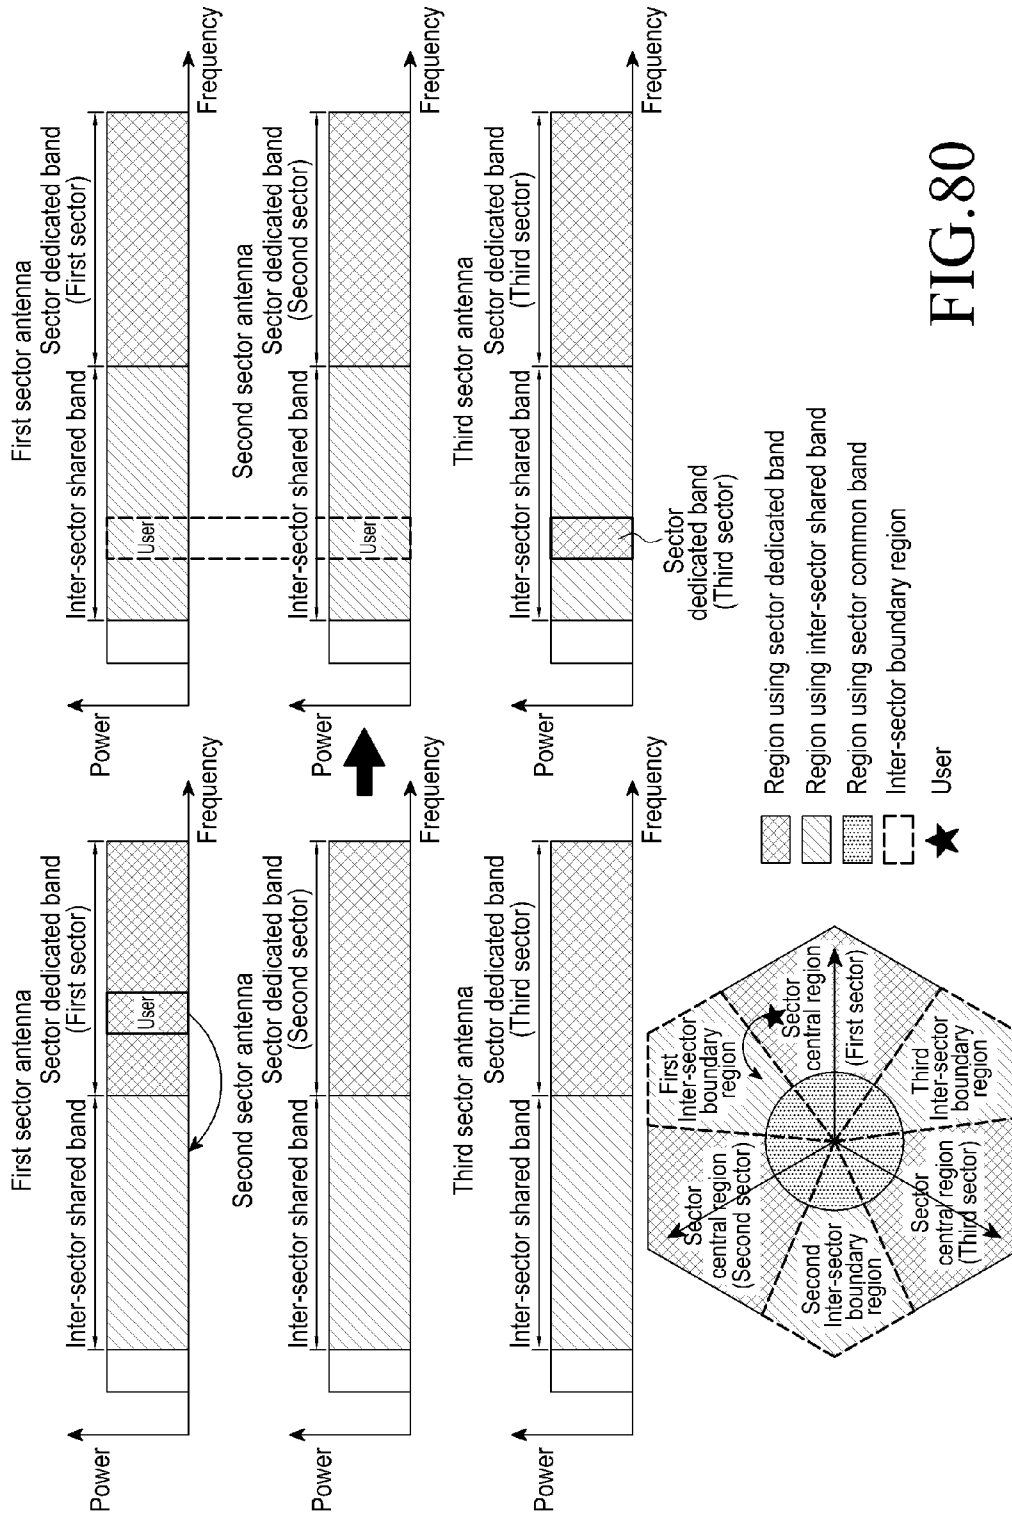 First sector antenna
Inter-sector shared band
Sector dedicated band
(First sector)
Power
User
Frequency
Second sector antenna
Inter-sector shared band
Sector dedicated band
(Second sector)
Power
Frequency
Third sector antenna
Inter-sector shared band
Sector dedicated band
(Third sector)
Power
Frequency
First sector antenna
Inter-sector shared band
Sector dedicated band
(First sector)
Power
User
Frequency
Second sector antenna
Inter-sector shared band
Sector dedicated band
(Second sector)
Power
User
Frequency
Third sector antenna
Inter-sector shared band
Sector dedicated band
(Third sector)
Power
Frequency
Sector
dedicated band
(Third sector)
First
Inter-sector
boundary
region
Sector
central region
(Second sector)
Sector
central region
(First sector)
Second
Inter-sector
boundary
region
Sector
central region
(Third sector)
Third
Inter-sector
boundary
region
Region using sector dedicated band
Region using inter-sector shared band
Region using sector common band
Inter-sector boundary region
User
FIG.80